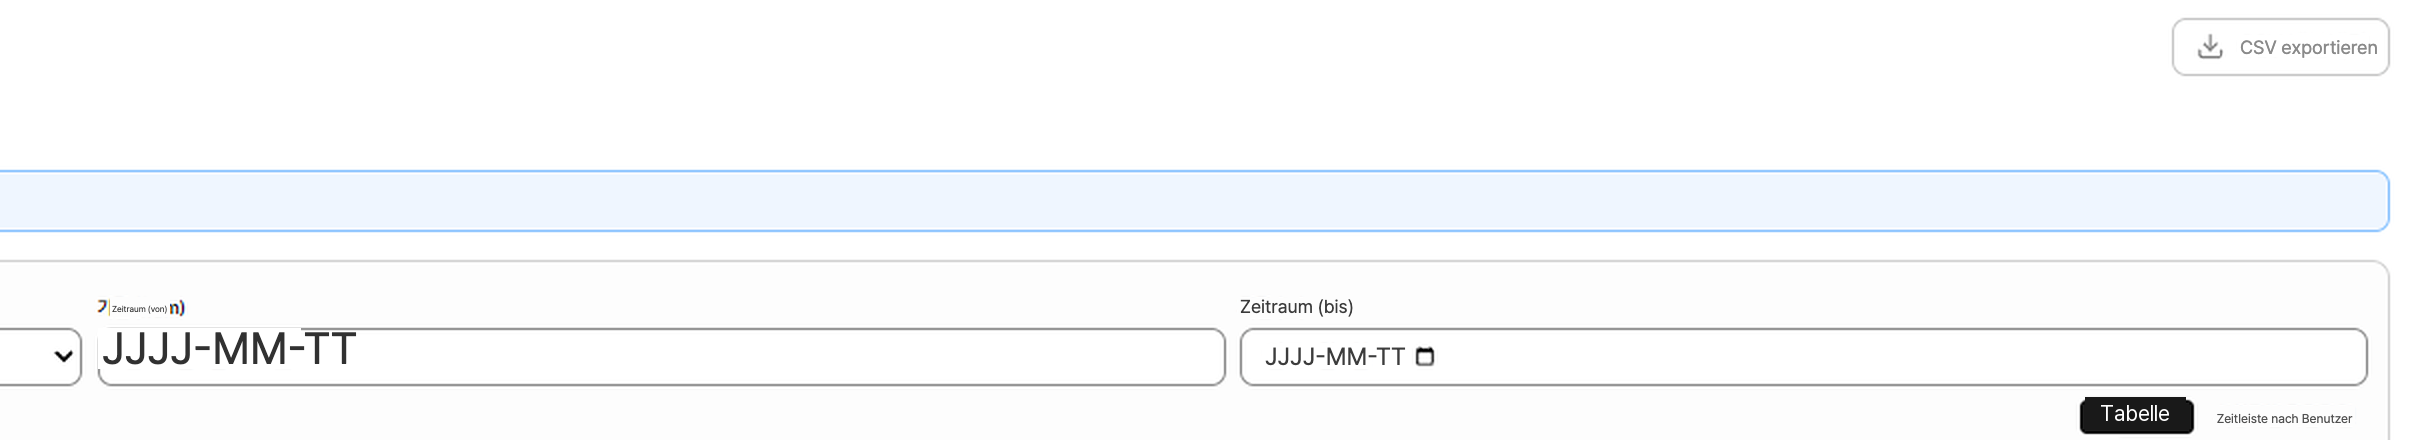 CSV exportieren
Zeitraum (von) n)
Zeitraum (bis)
JJJJ-MM-TT
JJJJ-MM-TT
Tabelle
Zeitleiste nach Benutzer